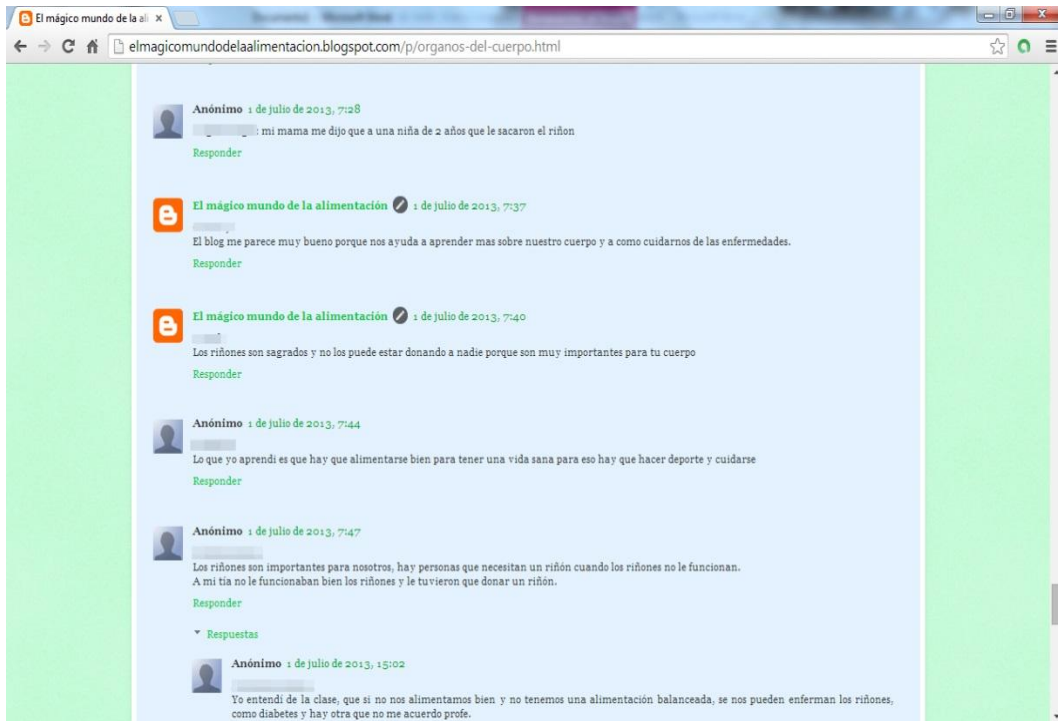 El mágico mundo de la ali
elmagicomundodelaalimentacion.blogspot.com/p/organos-del-cuerpo.html
Anónimo 1 de julio de 2013, 7:28
: mi mama me dijo que a una niña de 2 años que le sacaron el riñon
Responder
El mágico mundo de la alimentación 1 de julio de 2013, 7:37
El blog me parece muy bueno porque nos ayuda a aprender mas sobre nuestro cuerpo y a como cuidarnos de las enfermedades.
Responder
El mágico mundo de la alimentación 1 de julio de 2013, 7:40
Los riñones son sagrados y no los puede estar donando a nadie porque son muy importantes para tu cuerpo
Responder
Anónimo 1 de julio de 2013, 7:44
Lo que yo aprendi es que hay que alimentarse bien para tener una vida sana para eso hay que hacer deporte y cuidarse
Responder
Anónimo 1 de julio de 2013, 7:47
Los riñones son importantes para nosotros, hay personas que necesitan un riñón cuando los riñones no le funcionan.
A mi tía no le funcionaban bien los riñones y le tuvieron que donar un riñón.
Responder
Respuestas
Anónimo 1 de julio de 2013, 15:02
Yo entendí de la clase, que si no nos alimentamos bien y no tenemos una alimentación balanceada, se nos pueden enferman los riñones,
como diabetes y hay otra que no me acuerdo profe.